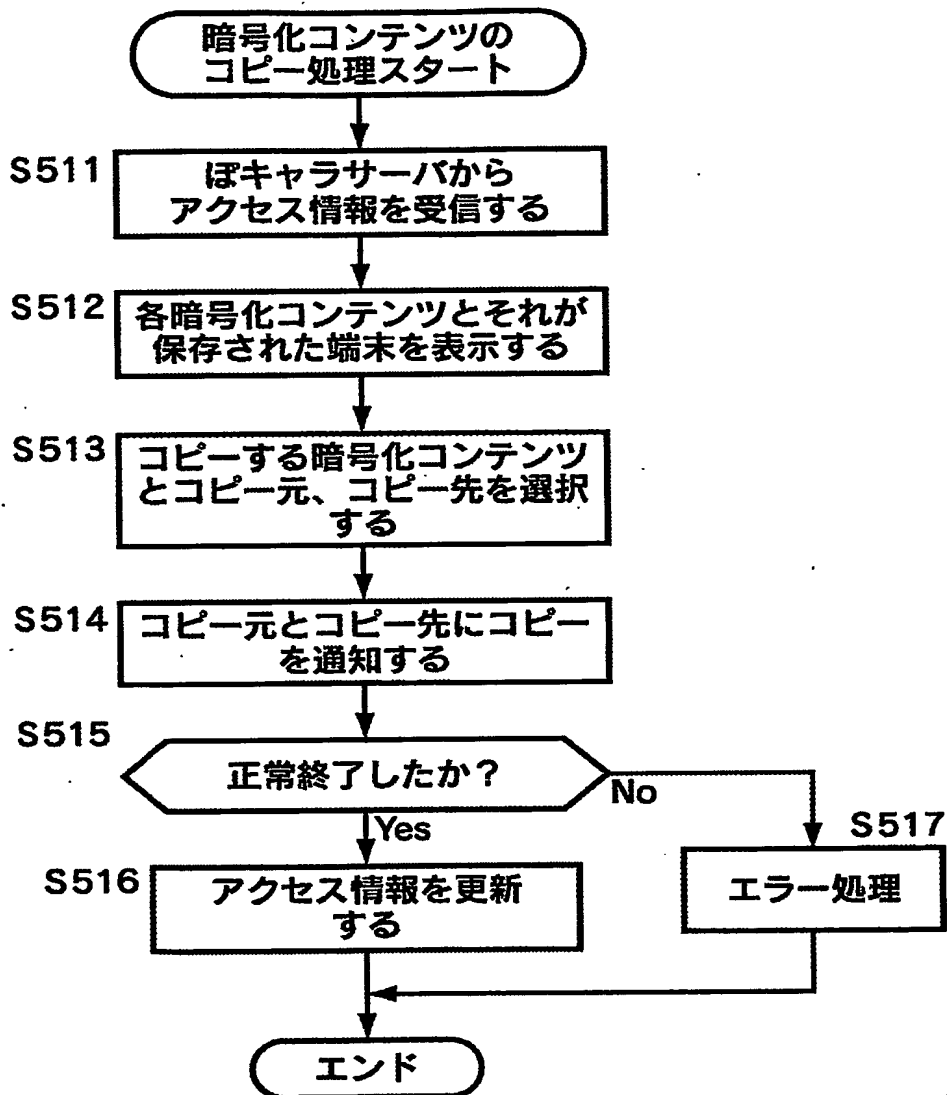 暗号化コンテンツの
コピー処理スタート
S511
ぽキャラサーバから
アクセス情報を受信する
S512
各暗号化コンテンツとそれが
保存された端末を表示する
S513
コピーする暗号化コンテンツ
とコピー元、コピー先を選択
する
S514
コピー元とコピー先にコピー
を通知する
S515
正常終了したか？
No
Yes
S517
エラー処理
S516
アクセス情報を更新
する
エンド